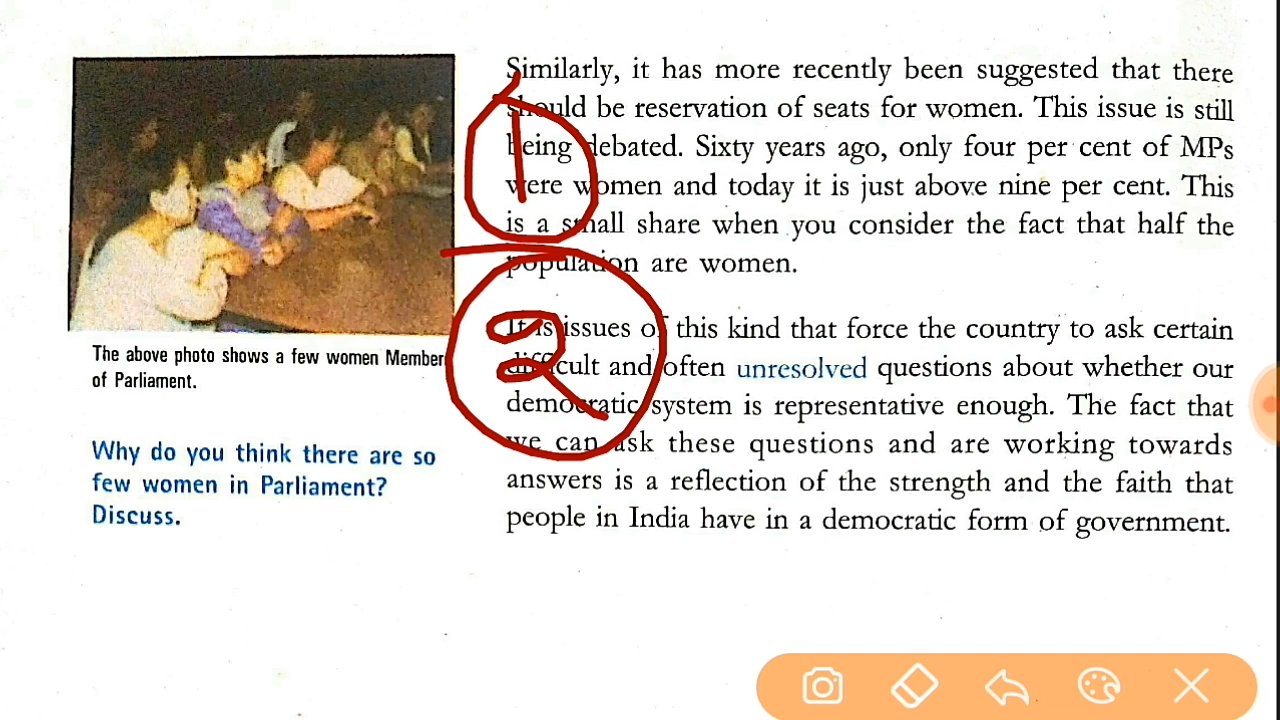 Similarly, it has more recently been suggested that there
should be reservation of seats for women. This issue is still
being debated. Sixty years ago, only four per cent of MPs
were women and today it is just above nine per cent. This
is a small share when you consider the fact that half the
population are women.
1
2
It is issues of this kind that force the country to ask certain
difficult and often unresolved questions about whether our
democratic system is representative enough. The fact that
we can ask these questions and are working towards
answers is a reflection of the strength and the faith that
people in India have in a democratic form of government.
The above photo shows a few women Member
of Parliament.
Why do you think there are so
few women in Parliament?
Discuss.